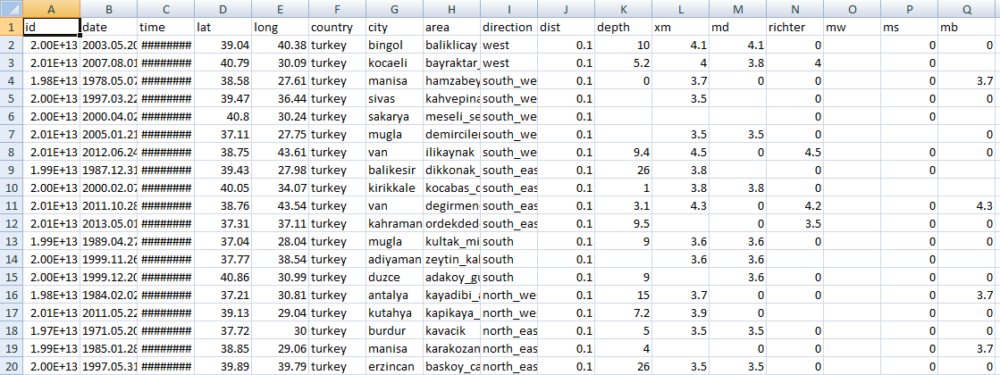 A B C D E F G H I J K L M N O P Q
1 id date time lat long country city area direction dist depth xm md richter mw ms mb
2 2.00E+13 2003.05.20 ######## 39.04 40.38 turkey bingol baliklicay west 0.1 10 4.1 4.1 0 0 0
3 2.01E+13 2007.08.01 ######## 40.79 30.09 turkey kocaeli bayraktar_ west 0.1 5.2 4 3.8 4 0
4 1.98E+13 1978.05.07 ######## 38.58 27.61 turkey manisa hamzabey south_we 0.1 0 3.7 0 0 0 3.7
5 2.00E+13 1997.03.22 ######## 39.47 36.44 turkey sivas kahvepina south_we 0.1 3.5 0 0 0
6 2.00E+13 2000.04.02 ######## 40.8 30.24 turkey sakarya meseli_se south_we 0.1 0 0
7 2.01E+13 2005.01.21 ######## 37.11 27.75 turkey mugla demircile south_we 0.1 3.5 3.5 0 0
8 2.01E+13 2012.06.24 ######## 38.75 43.61 turkey van ilikaynak south_we 0.1 9.4 4.5 0 4.5 0 0
9 1.99E+13 1987.12.31 ######## 39.43 27.98 turkey balikesir dikkonak_ south_eas 0.1 26 3.8 0 0
10 2.00E+13 2000.02.07 ######## 40.05 34.07 turkey kirikkale kocabas_c south_eas 0.1 1 3.8 3.8 0
11 2.01E+13 2011.10.28 ######## 38.76 43.54 turkey van degirmen south_eas 0.1 3.1 4.3 0 4.2 0 4.3
12 2.01E+13 2013.05.01 ######## 37.31 37.11 turkey kahraman ordekded south_eas 0.1 9.5 0 3.5 0 0
13 1.99E+13 1989.04.27 ######## 37.04 28.04 turkey mugla kultak_mi south 0.1 9 3.6 3.6 0 0 0
14 2.00E+13 1999.11.26 ######## 37.77 38.54 turkey adiyaman zeytin_kal south 0.1 3.6 3.6 0
15 2.00E+13 1999.12.20 ######## 40.86 30.99 turkey duzce adakoy_g south 0.1 9 3.6 0 0 0
16 1.98E+13 1984.02.02 ######## 37.21 30.81 turkey antalya kayadibi_ north_we 0.1 15 3.7 0 0 0 3.7
17 2.01E+13 2011.05.22 ######## 39.13 29.04 turkey kutahya kapikaya_ north_we 0.1 7.2 3.9 0 0
18 1.97E+13 1971.05.20 ######## 37.72 30 turkey burdur kavacik north_eas 0.1 5 3.5 3.5 0 0 0
19 1.99E+13 1985.01.28 ######## 38.85 29.06 turkey manisa karakozan north_eas 0.1 4 0 0 0 3.7
20 2.00E+13 1997.05.31 ######## 39.89 39.79 turkey erzincan baskoy_ca north_eas 0.1 26 3.5 3.5 0 0 0